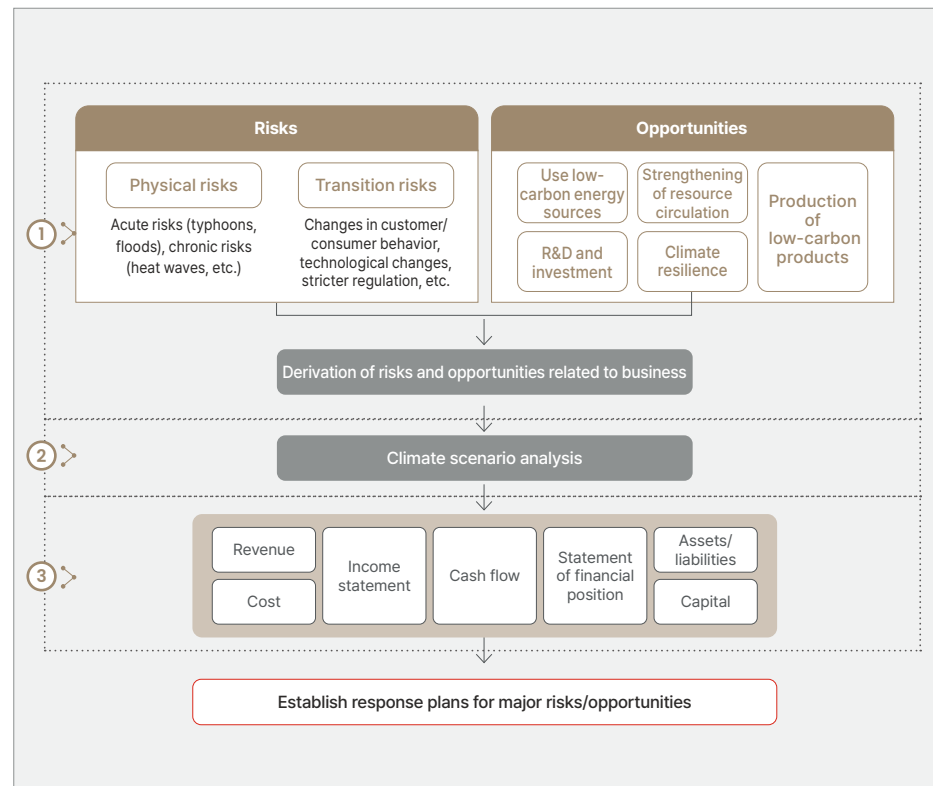 Risks
Opportunities
1
Physical risks
Acute risks (typhoons,
floods), chronic risks
(heat waves, etc.)
Transition risks
Changes in customer/
consumer behavior,
technological changes,
stricter regulation, etc.
Use low-
carbon energy
sources
Strengthening
of resource
circulation
R&D and
investment
Climate
resilience
Production
of
low-carbon
products
Derivation of risks and opportunities related to business
2
Climate scenario analysis
3
Revenue
Cost
Income
statement
Cash flow
Statement
of financial
position
Assets/
liabilities
Capital
Establish response plans for major risks/opportunities